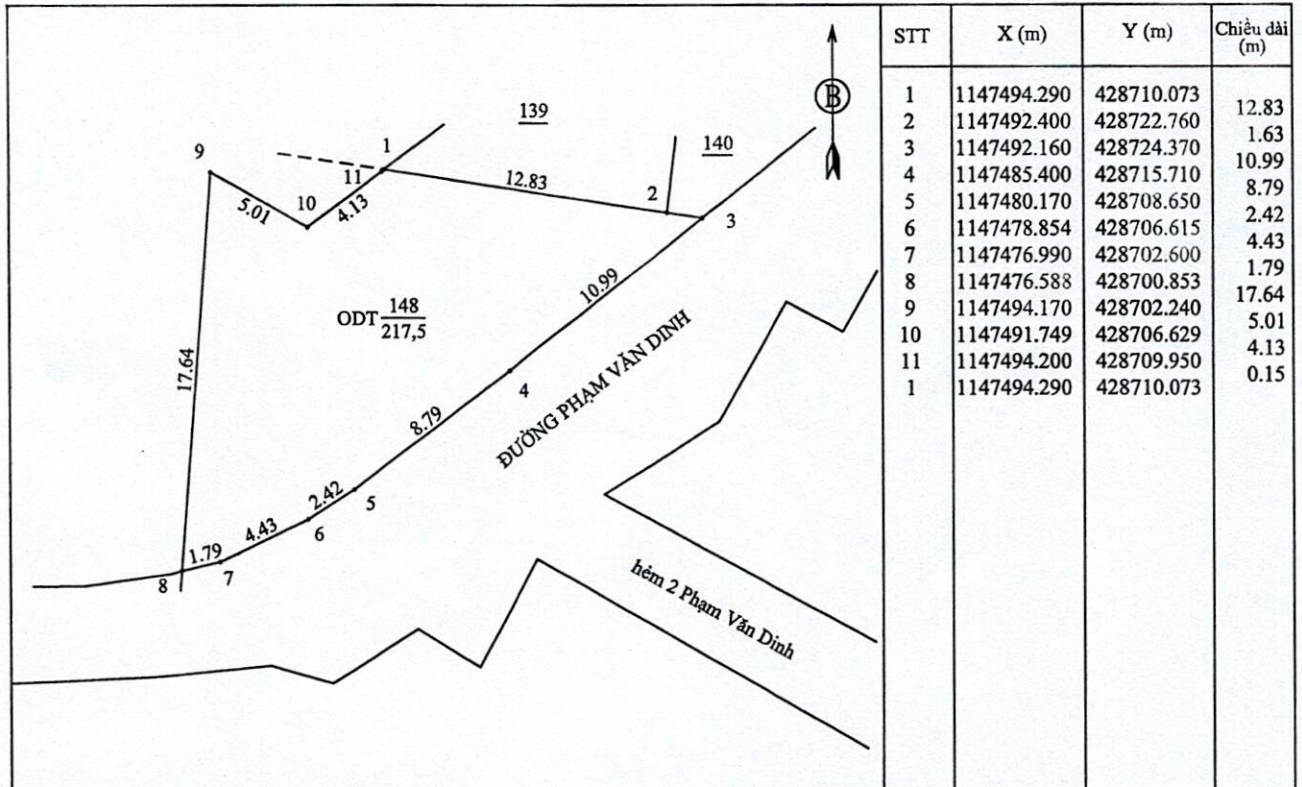 139
B
140
1
9
11
12.83
2
10
5.01
4.13
3
10.99
ODT 148
217,5
17.64
ĐƯỜNG PHẠM VĂN DINH
4
8.79
2.42
5
4.43
6
1.79
7
8
hẻm 2 Phạm Văn Dinh
STT X (m) Y (m) Chiều dài
(m)
1 1147494.290 428710.073
12.83
2 1147492.400 428722.760
1.63
3 1147492.160 428724.370
10.99
4 1147485.400 428715.710
8.79
5 1147480.170 428708.650
2.42
6 1147478.854 428706.615
4.43
7 1147476.990 428702.600
1.79
8 1147476.588 428700.853
17.64
9 1147494.170 428702.240
5.01
10 1147491.749 428706.629
4.13
11 1147494.200 428709.950
0.15
1 1147494.290 428710.073